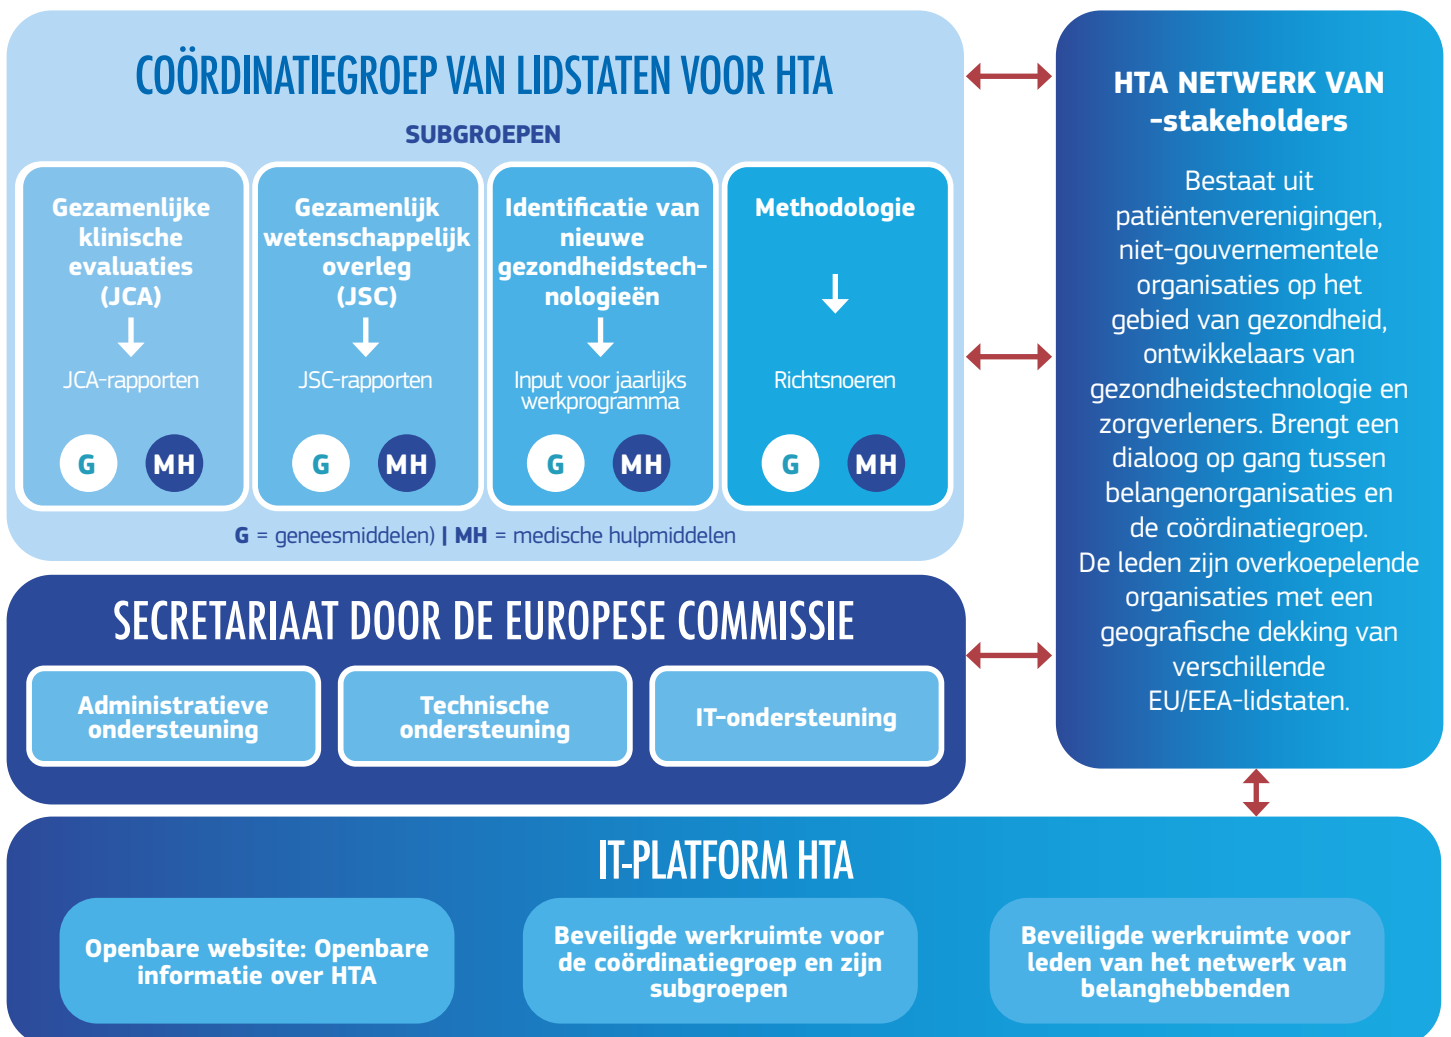 COÖRDINATIEGROEP VAN LIDSTATEN VOOR HTA
SUBGROEPEN
Gezamenlijke
klinische
evaluaties
(JCA)
JCA-rapporten
G
MH
Gezamenlijk
wetenschappelijk
overleg
(JSC)
JSC-rapporten
G
MH
Identificatie van
nieuwe
gezondheidstech-
nologieën
Input voor jaarlijks
werkprogramma
G
MH
Methodologie
Richtsnoeren
G
MH
G = geneesmiddelen) | MH = medische hulpmiddelen
HTA NETWERK VAN
-stakeholders
Bestaat uit
patiëntenverenigingen,
niet-gouvernementele
organisaties op het
gebied van gezondheid,
ontwikkelaars van
gezondheidstechnologie en
zorgverleners. Brengt een
dialoog op gang tussen
belangenorganisaties en
de coördinatiegroep.
De leden zijn overkoepelende
organisaties met een
geografische dekking van
verschillende
EU/EEA-lidstaten.
SECRETARIAAT DOOR DE EUROPESE COMMISSIE
Administratieve
ondersteuning
Technische
ondersteuning
IT-ondersteuning
IT-PLATFORM HTA
Openbare website: Openbare
informatie over HTA
Beveiligde werkruimte voor
de coördinatiegroep en zijn
subgroepen
Beveiligde werkruimte voor
leden van het netwerk van
belanghebbenden